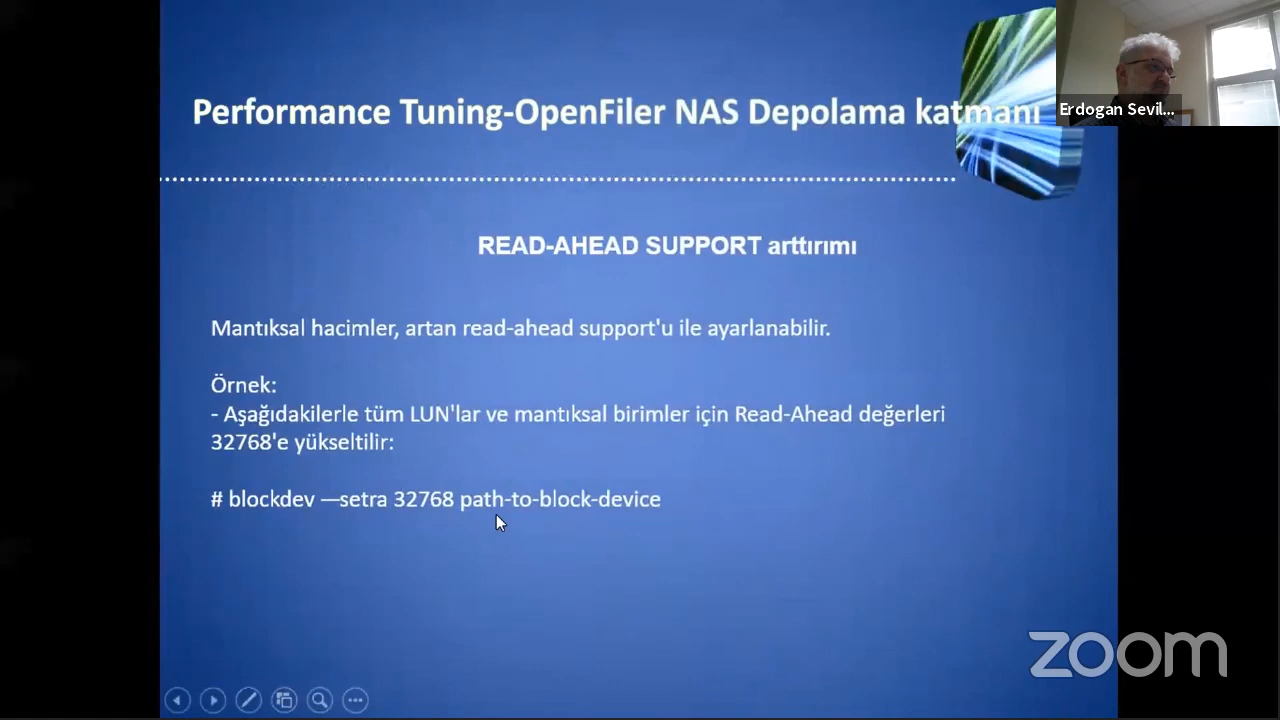 Performance Tuning-OpenFiler NAS Depolama katmanı
Erdogan Sevil...
READ-AHEAD SUPPORT arttırımı
Mantıksal hacimler, artan read-ahead support'u ile ayarlanabilir.
Örnek:
- Aşağıdakilerle tüm LUN'lar ve mantıksal birimler için Read-Ahead değerleri
32768'e yükseltilir:
# blockdev —setra 32768 path-to-block-device
zoom